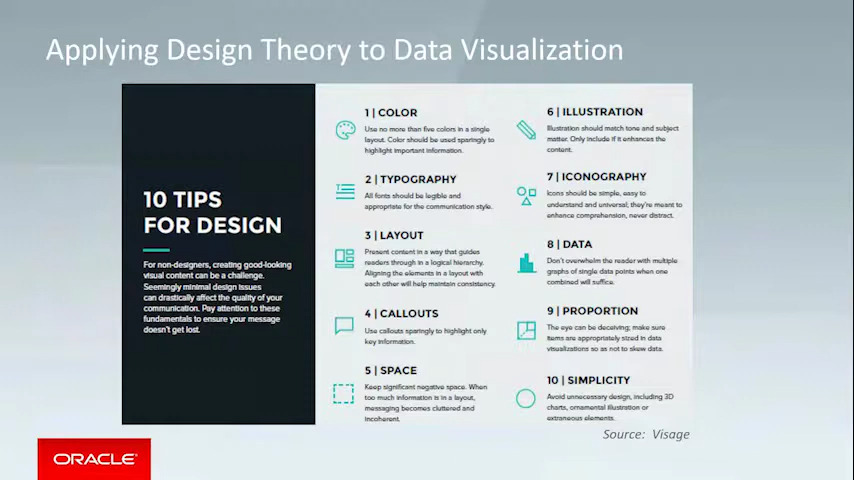 Applying Design Theory to Data Visualization
10 TIPS
FOR DESIGN
For non-designers, creating good-looking
visual content can be a challenge.
Seemingly minimal design issues
can drastically affect the quality of your
communication. Pay attention to these
fundamentals to ensure your message
doesn't get lost.
1 | COLOR
Use no more than five colors in a single
layout. Color should be used sparingly to
highlight important information.
2 | TYPOGRAPHY
All fonts should be legible and
appropriate for the communication style.
3 | LAYOUT
Present content in a way that guides
readers through in a logical hierarchy.
Aligning the elements in a layout with
each other will help maintain consistency.
4 | CALLOUTS
Use callouts sparingly to highlight only
key information.
5 | SPACE
Keep significant negative space. When
too much information is in a layout,
messaging becomes cluttered and
incoherent.
6 | ILLUSTRATION
Illustration should match tone and subject
matter. Only include if it enhances the
content.
7 | ICONOGRAPHY
Icons should be simple, easy to
understand and universal; they're meant to
enhance comprehension, never distract.
8 | DATA
Don't overwhelm the reader with multiple
graphs of single data points when one
combined will suffice.
9 | PROPORTION
The eye can be deceiving; make sure
items are appropriately sized in data
visualizations so as not to skew data.
10 | SIMPLICITY
Avoid unnecessary design, including 3D
charts, ornamental illustration or
extraneous elements.
Source: Visage
ORACLE